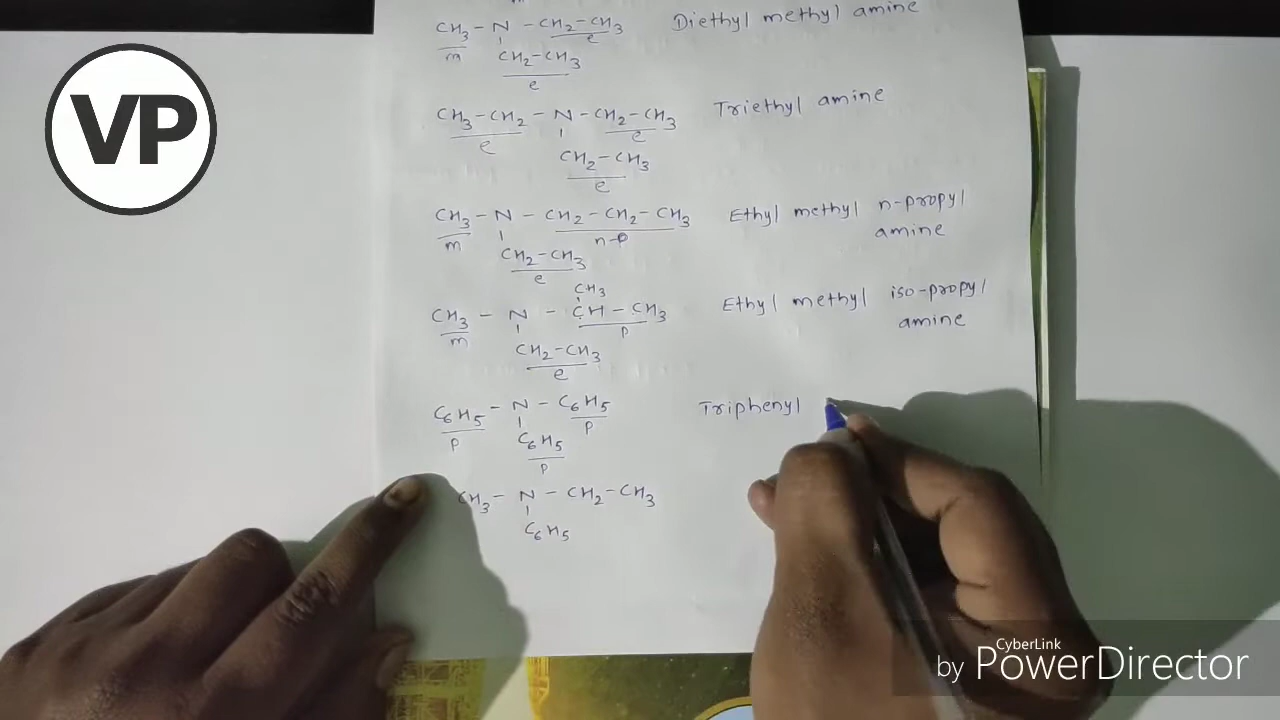 VP
CH3 - N - CH2-CH3 Diethyl methyl amine
m e
CH2-CH3
e
CH3-CH2 - N - CH2-CH3 Triethyl amine
e e
CH2-CH3
e
CH3 - N - CH2-CH2-CH3 Ethyl methyl n-propyl
m n-p amine
CH2-CH3
e
CH3
CH3 - N - CH-CH3 Ethyl methyl iso-propyl
m p amine
CH2-CH3
e
C6H5 - N - C6H5 Triphenyl
p p
C6H5
p
CH3 - N - CH2-CH3
C6H5
by CyberLink PowerDirector